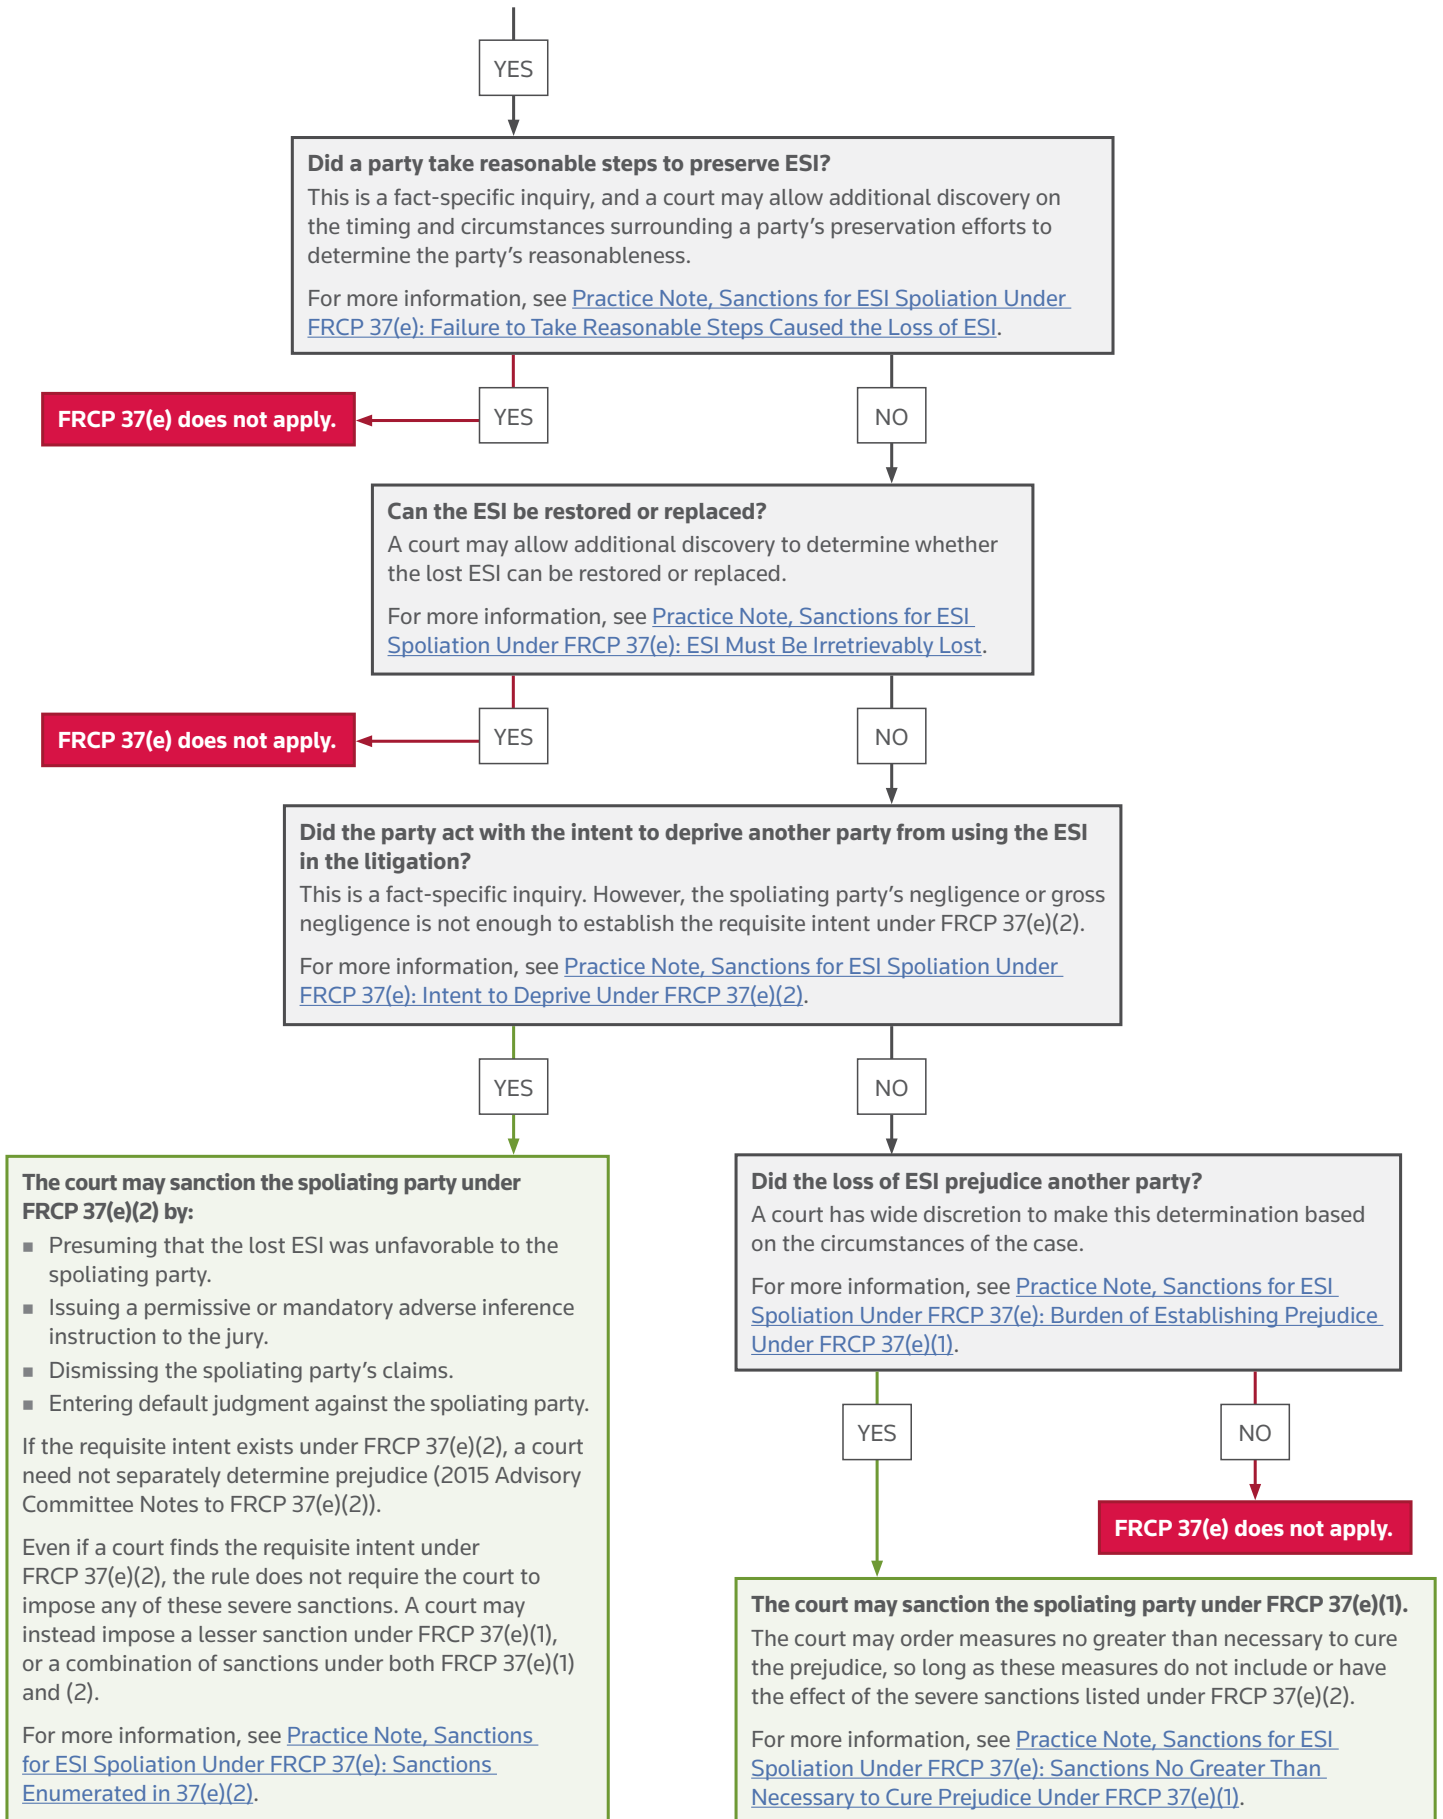 YES
Did a party take reasonable steps to preserve ESI?
This is a fact-specific inquiry, and a court may allow additional discovery on
the timing and circumstances surrounding a party’s preservation efforts to
determine the party’s reasonableness.
For more information, see Practice Note, Sanctions for ESI Spoliation Under
FRCP 37(e): Failure to Take Reasonable Steps Caused the Loss of ESI.
FRCP 37(e) does not apply.
YES
NO
Can the ESI be restored or replaced?
A court may allow additional discovery to determine whether
the lost ESI can be restored or replaced.
For more information, see Practice Note, Sanctions for ESI
Spoliation Under FRCP 37(e): ESI Must Be Irretrievably Lost.
FRCP 37(e) does not apply.
YES
NO
Did the party act with the intent to deprive another party from using the ESI
in the litigation?
This is a fact-specific inquiry. However, the spoliating party’s negligence or gross
negligence is not enough to establish the requisite intent under FRCP 37(e)(2).
For more information, see Practice Note, Sanctions for ESI Spoliation Under
FRCP 37(e): Intent to Deprive Under FRCP 37(e)(2).
YES
NO
The court may sanction the spoliating party under
FRCP 37(e)(2) by:
■ Presuming that the lost ESI was unfavorable to the
spoliating party.
■ Issuing a permissive or mandatory adverse inference
instruction to the jury.
■ Dismissing the spoliating party’s claims.
■ Entering default judgment against the spoliating party.
If the requisite intent exists under FRCP 37(e)(2), a court
need not separately determine prejudice (2015 Advisory
Committee Notes to FRCP 37(e)(2)).
Even if a court finds the requisite intent under
FRCP 37(e)(2), the rule does not require the court to
impose any of these severe sanctions. A court may
instead impose a lesser sanction under FRCP 37(e)(1),
or a combination of sanctions under both FRCP 37(e)(1)
and (2).
For more information, see Practice Note, Sanctions
for ESI Spoliation Under FRCP 37(e): Sanctions
Enumerated in 37(e)(2).
Did the loss of ESI prejudice another party?
A court has wide discretion to make this determination based
on the circumstances of the case.
For more information, see Practice Note, Sanctions for ESI
Spoliation Under FRCP 37(e): Burden of Establishing Prejudice
Under FRCP 37(e)(1).
YES
NO
FRCP 37(e) does not apply.
The court may sanction the spoliating party under FRCP 37(e)(1).
The court may order measures no greater than necessary to cure
the prejudice, so long as these measures do not include or have
the effect of the severe sanctions listed under FRCP 37(e)(2).
For more information, see Practice Note, Sanctions for ESI
Spoliation Under FRCP 37(e): Sanctions No Greater Than
Necessary to Cure Prejudice Under FRCP 37(e)(1).